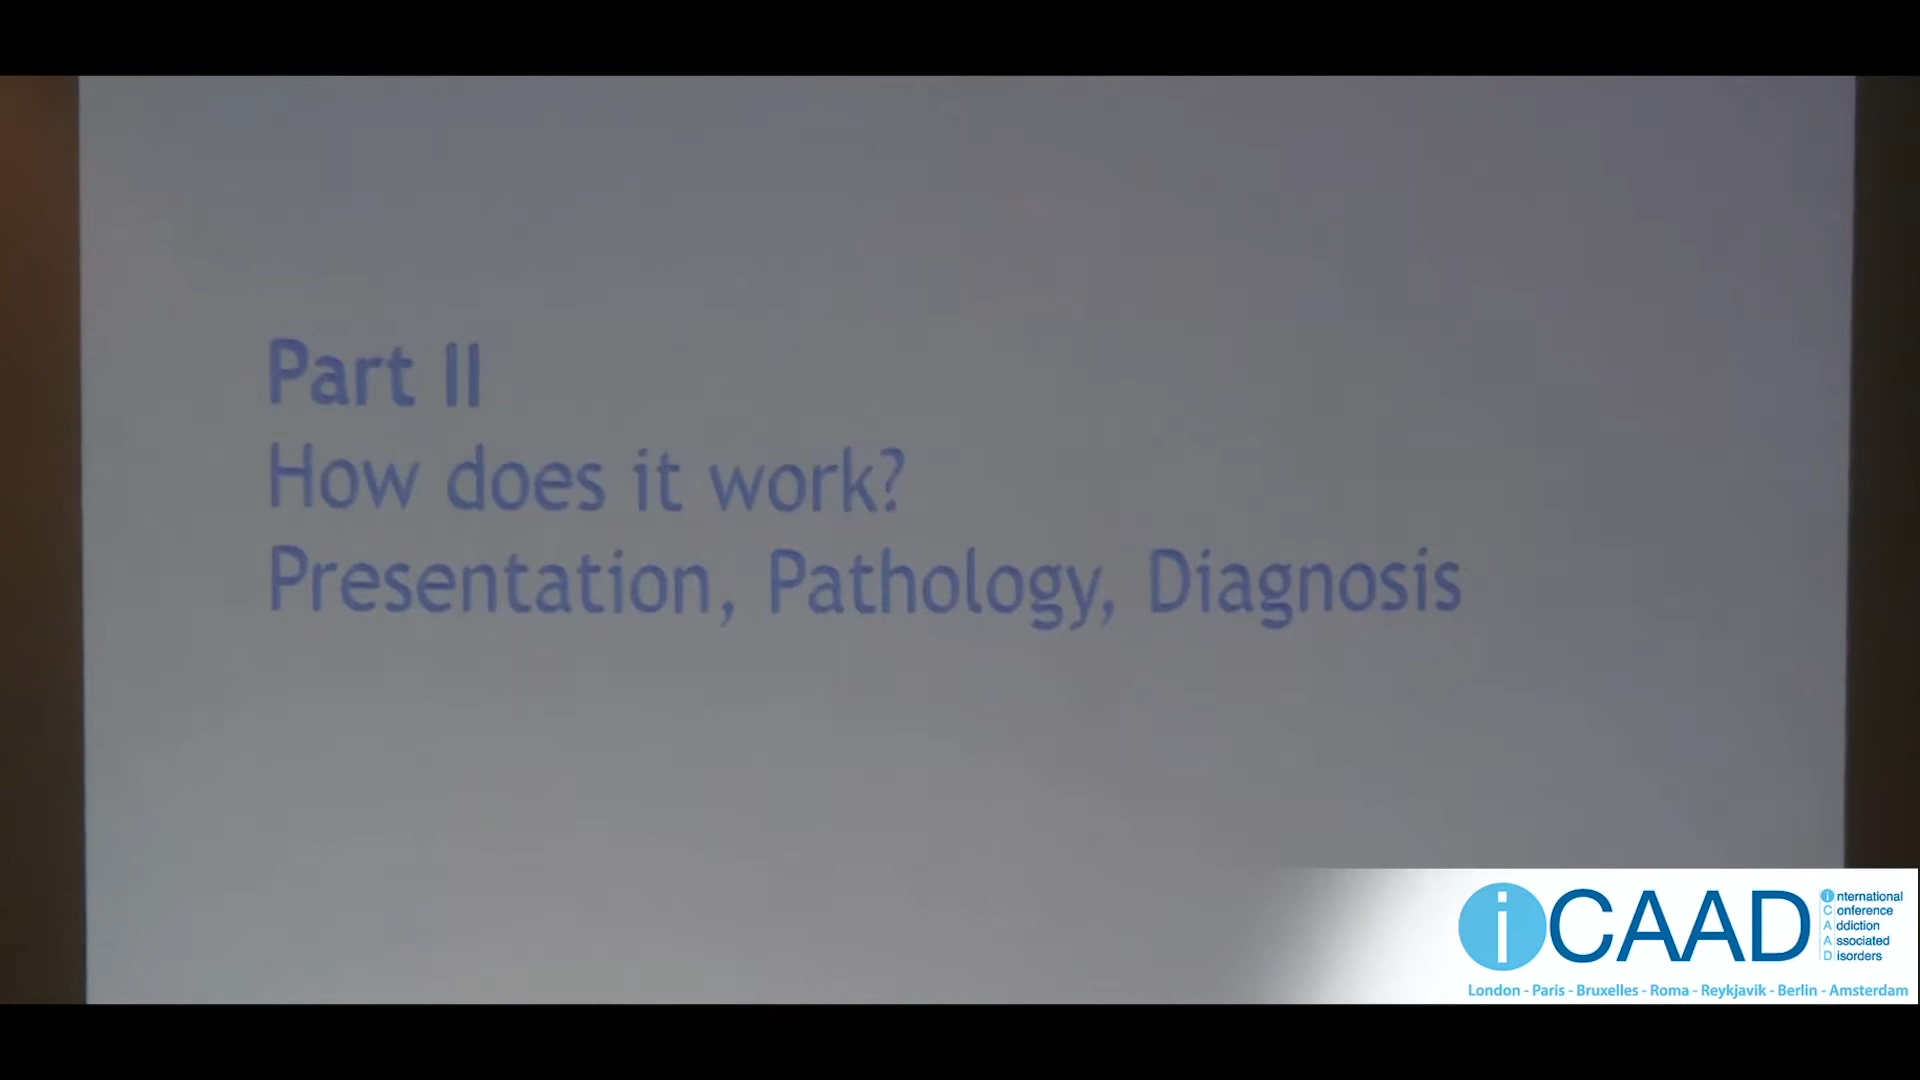 Part II
How does it work?
Presentation, Pathology, Diagnosis
iCAAD
international
Conference
Addiction
Associated
Disorders
London - Paris - Bruxelles - Roma - Reykjavik - Berlin - Amsterdam